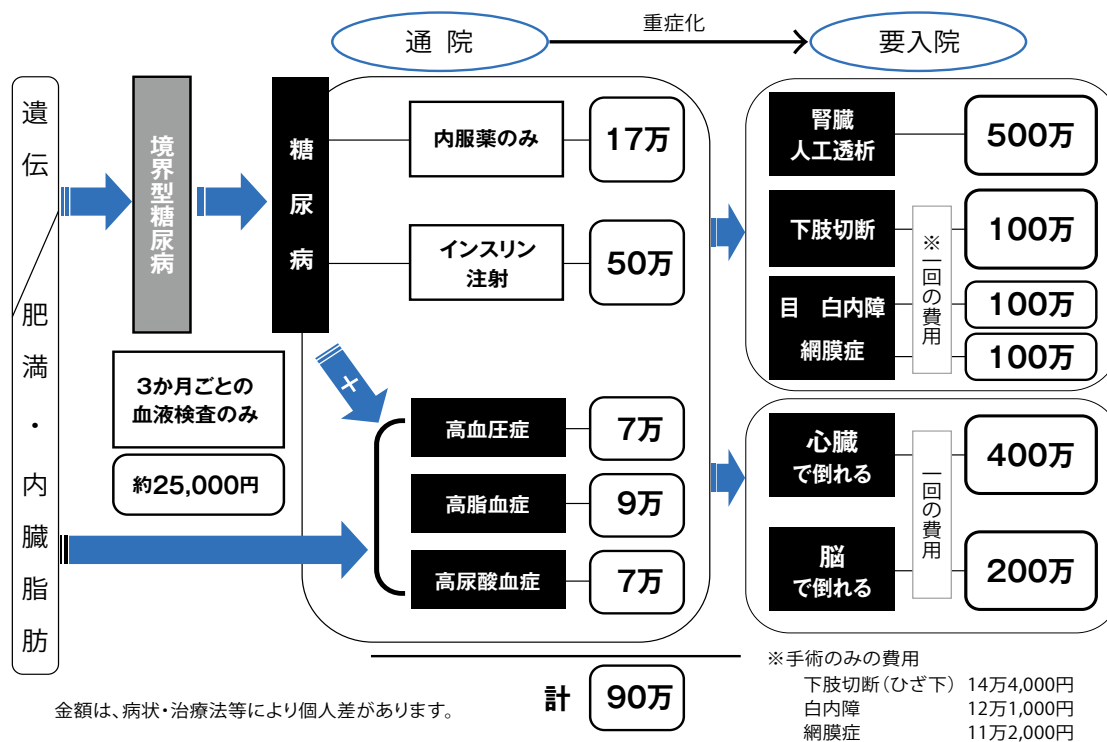 通 院
重症化
要入院
遺伝 肥満・内臓脂肪
境界型糖尿病
3か月ごとの
血液検査のみ
約25,000円
糖尿病
内服薬のみ
17万
インスリン
注射
50万
+
高血圧症
7万
高脂血症
9万
高尿酸血症
7万
計
90万
腎臓
人工透析
500万
下肢切断
100万
目 白内障
100万
網膜症
100万
※一回の費用
心臓
で倒れる
400万
脳
で倒れる
200万
一回の費用
※手術のみの費用
下肢切断(ひざ下) 14万4,000円
白内障 12万1,000円
網膜症 11万2,000円
金額は、病状・治療法等により個人差があります。